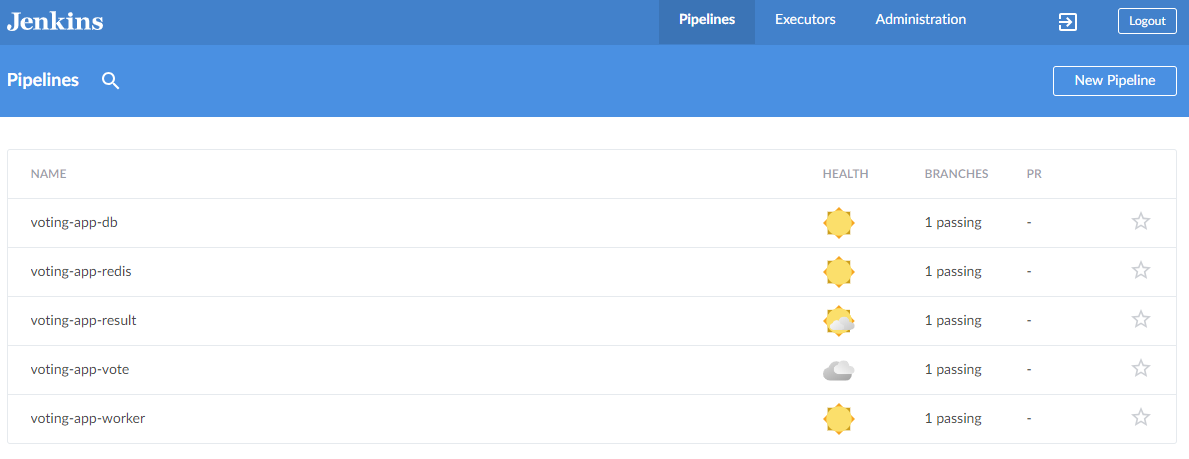 Jenkins Pipelines Executors Administration Logout
Pipelines New Pipeline
NAME HEALTH BRANCHES PR
voting-app-db 1 passing -
voting-app-redis 1 passing -
voting-app-result 1 passing -
voting-app-vote 1 passing -
voting-app-worker 1 passing -